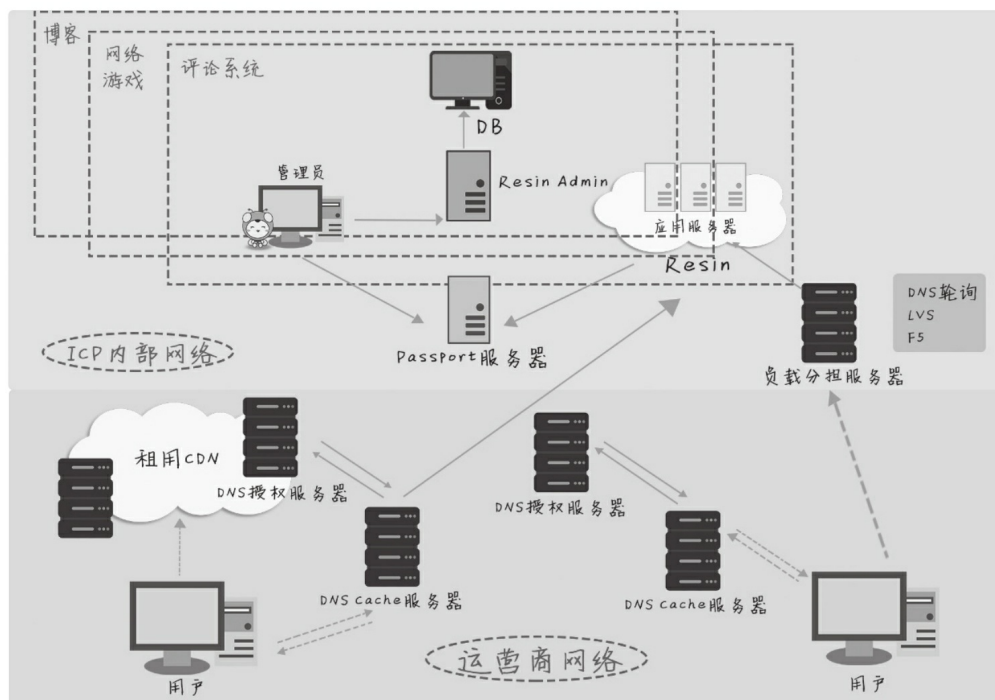 博客
网络
游戏
评论系统
DB
管理员
Resin Admin
应用服务器
Resin
DNS轮询
LVS
F5
Passport服务器
ICP内部网络
负载分担服务器
租用CDN
DNS授权服务器
DNS授权服务器
DNS Cache服务器
DNS Cache服务器
运营商网络
用户
用户